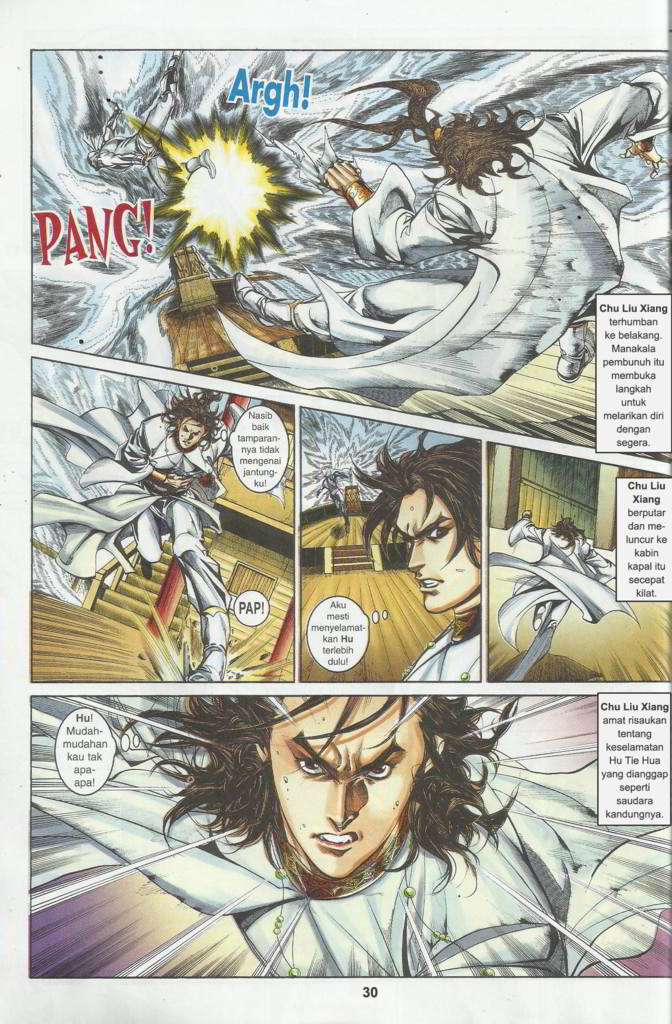 Argh!
PANG!
Chu Liu Xiang
terhumban
ke belakang.
Manakala
pembunuh itu
membuka
langkah
untuk
melarikan diri
dengan
segera.
Nasib
baik
tamparan-
nya tidak
mengenai
jantung-
ku!
PAP!
Aku
mesti
menyelamat-
kan Hu
terlebih
dulu!
Chu Liu
Xiang
berputar
dan me-
luncur ke
kabin
kapal itu
secepat
kilat.
Hu!
Mudah-
mudahan
kau tak
apa-
apa!
Chu Liu Xiang
amat risaukan
tentang
keselamatan
Hu Tie Hua
yang dianggap
seperti
saudara
kandungnya.
30